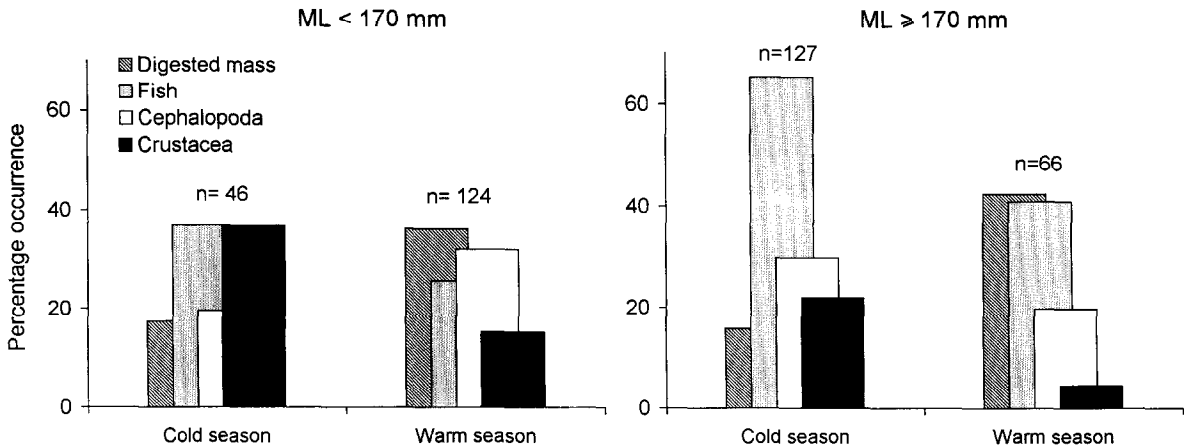 ML < 170 mm
ML ⩾ 170 mm
Percentage occurrence
60
40
20
0
Digested mass
Fish
Cephalopoda
Crustacea
n= 46
n= 124
Cold season
Warm season
60
40
20
0
n=127
n=66
Cold season
Warm season